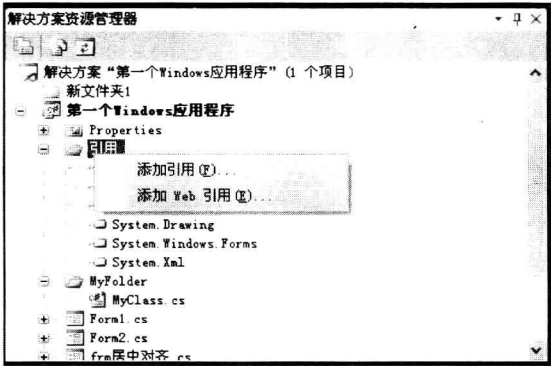 解决方案资源管理器
解决方案“第一个Windows应用程序”(1 个项目)
新文件夹1
第一个Windows应用程序
Properties
引用
添加引用(F)...
添加 Web 引用(E)...
System.Drawing
System.Windows.Forms
System.Xml
MyFolder
MyClass.cs
Form1.cs
Form2.cs
frm居中对齐.cs